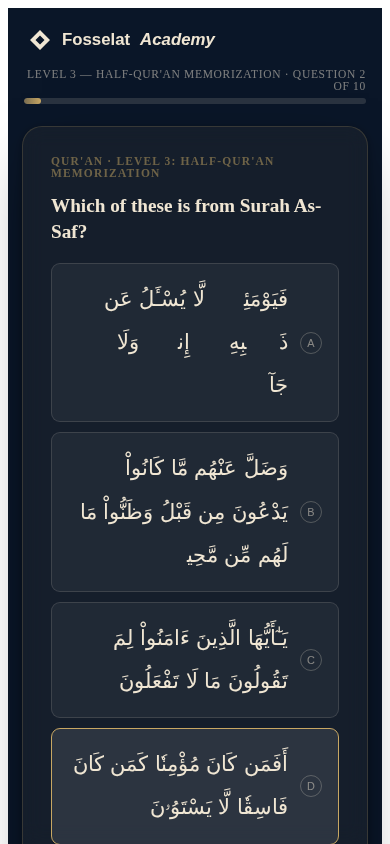 Fosselat Academy
LEVEL 3 — HALF-QUR'AN MEMORIZATION · QUESTION 2
OF 10
QUR'AN · LEVEL 3: HALF-QUR'AN
MEMORIZATION
Which of these is from Surah As-
Saf?
فَيَوْمَئِ لَّا يُسْـَٔلُ عَن
ذَ بِهِ إِن وَلَا
جَآ
A
وَضَلَّ عَنْهُم مَّا كَانُوا۟
يَدْعُونَ مِن قَبْلُ وَظَنُّوا۟ مَا
لَهُم مِّن مَّحِي
B
يَـٰٓأَيُّهَا الَّذِينَ ءَامَنُوا۟ لِمَ
تَقُولُونَ مَا لَا تَفْعَلُونَ
C
أَفَمَن كَانَ مُؤْمِنًا كَمَن كَانَ
فَاسِقًا لَّا يَسْتَوُۥنَ
D